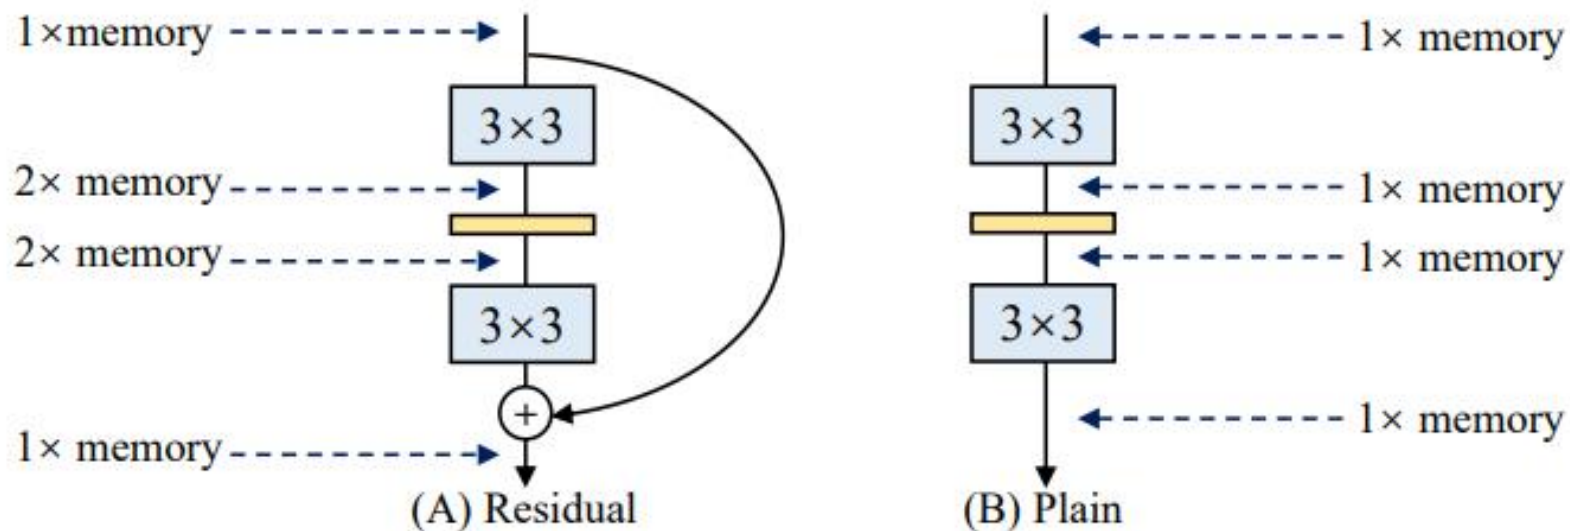 1×memory
1× memory
3×3
3×3
2× memory
1× memory
2× memory
1× memory
3×3
3×3
+
1× memory
1× memory
(A) Residual
(B) Plain